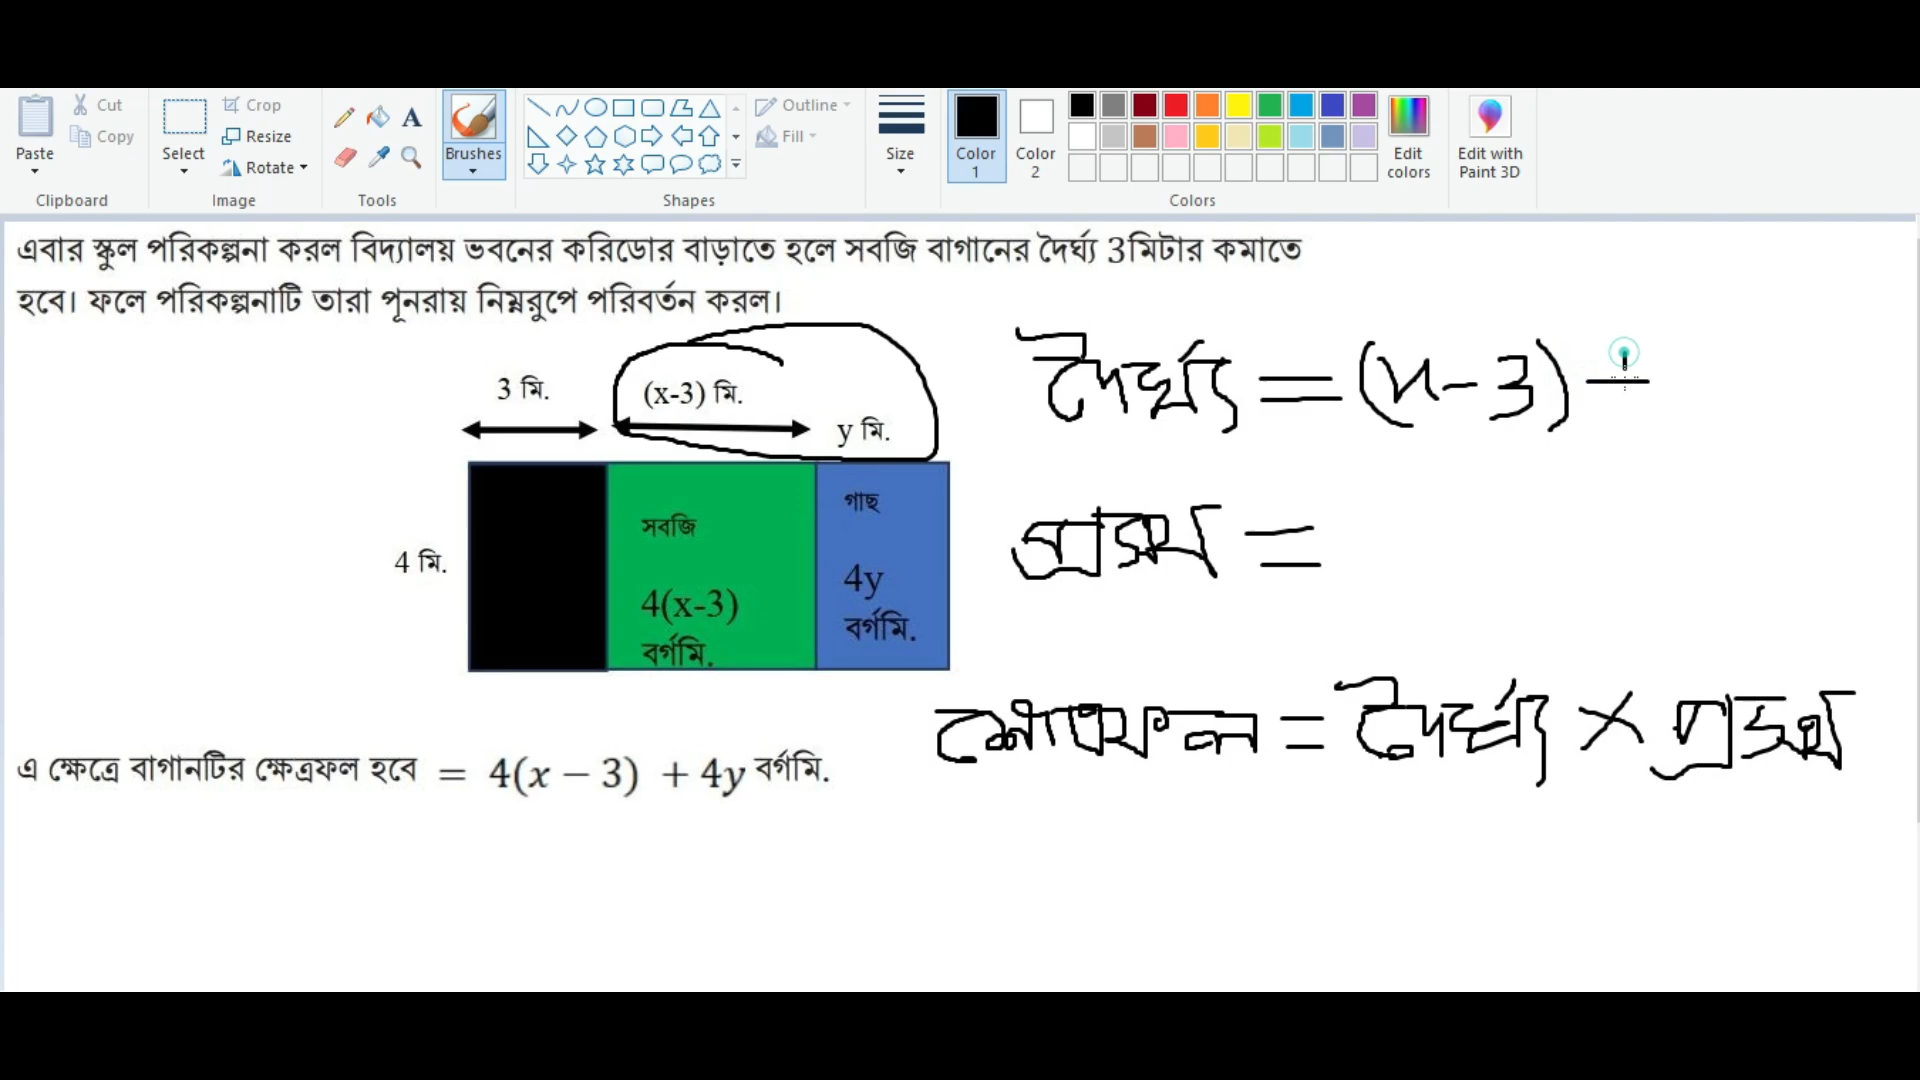 Paste
Cut
Copy
Clipboard
Select
Crop
Resize
Rotate
Image
A
Tools
Brushes
Shapes
Outline
Fill
Size
Color 1
Color 2
Colors
Edit colors
Edit with Paint 3D
এবার স্কুল পরিকল্পনা করল বিদ্যালয় ভবনের করিডোর বাড়াতে হলে সবজি বাগানের দৈর্ঘ্য 3মিটার কমাতে
হবে। ফলে পরিকল্পনাটি তারা পূনরায় নিম্নরুপে পরিবর্তন করল।
3 মি.
(x-3) মি.
y মি.
4 মি.
সবজি
4(x-3)
বর্গমি.
গাছ
4y
বর্গমি.
দৈর্ঘ্য = (x-3) +
প্রস্থ =
ক্ষেত্রফল = দৈর্ঘ্য × প্রস্থ
এ ক্ষেত্রে বাগানটির ক্ষেত্রফল হবে = 4(x − 3) + 4y বর্গমি.